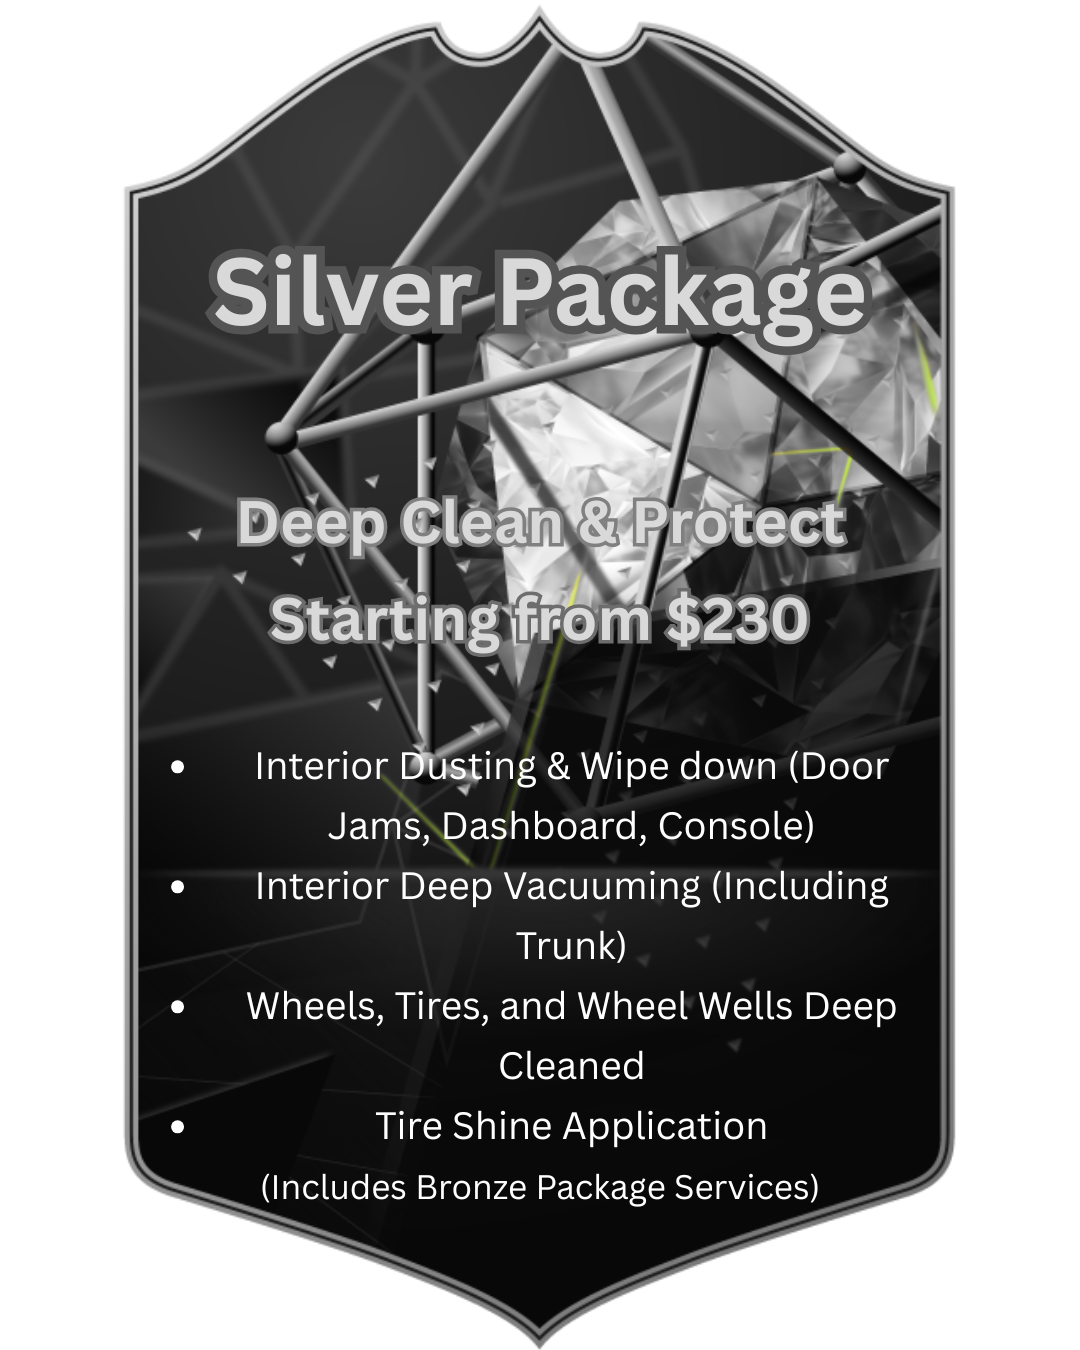 Silver Package
Deep Clean & Protect
Starting from $230
• Interior Dusting & Wipe down (Door
Jams, Dashboard, Console)
• Interior Deep Vacuuming (Including
Trunk)
• Wheels, Tires, and Wheel Wells Deep
Cleaned
• Tire Shine Application
(Includes Bronze Package Services)